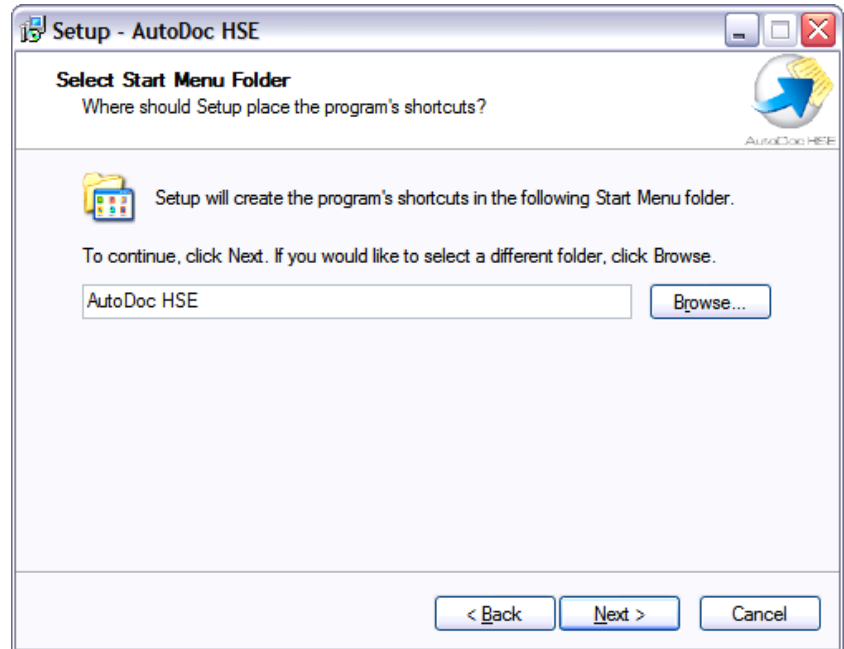 Setup - AutoDoc HSE
Select Start Menu Folder
Where should Setup place the program's shortcuts?
AutoDoc HSE
Setup will create the program's shortcuts in the following Start Menu folder.
To continue, click Next. If you would like to select a different folder, click Browse.
AutoDoc HSE
Browse...
< Back
Next >
Cancel